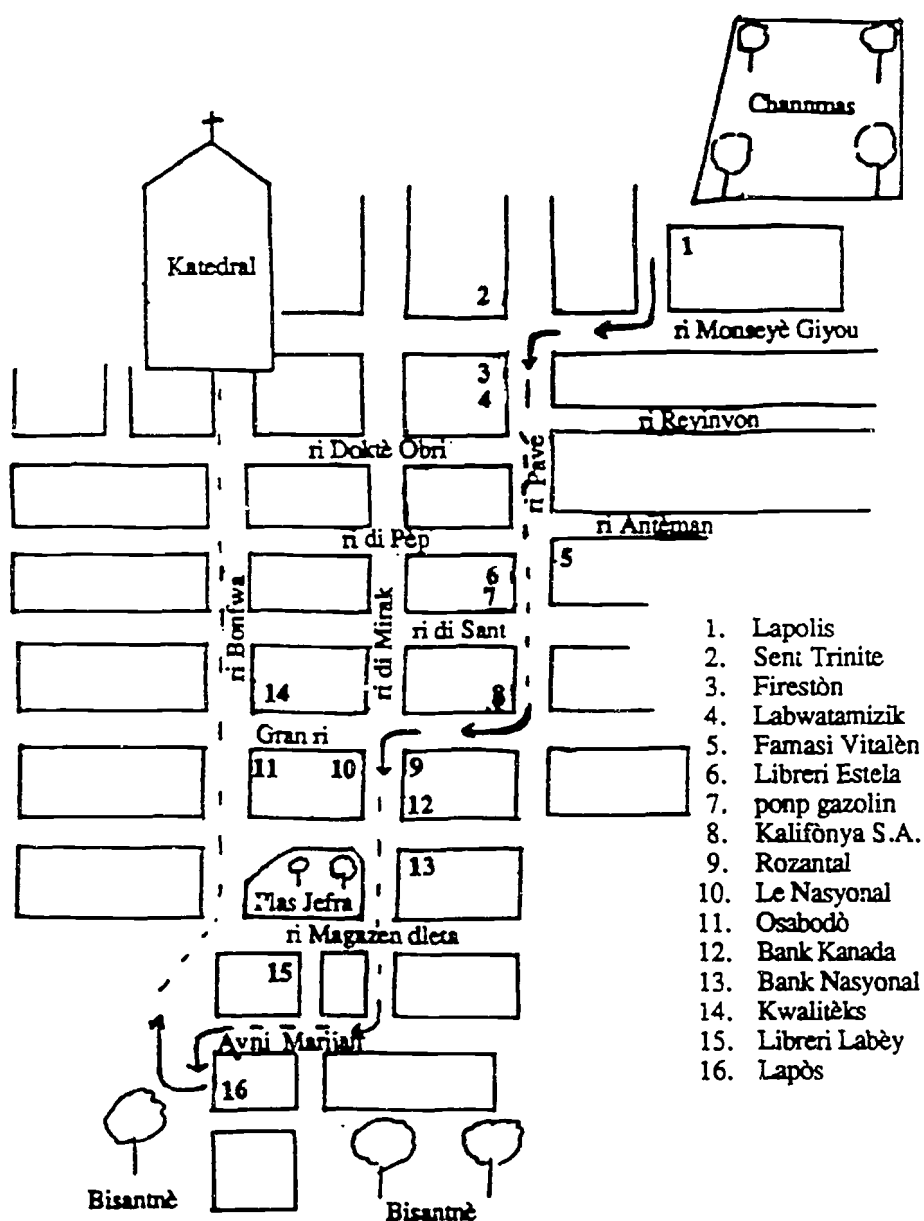 Channmas
Katedral
1
2
ri Monseyè Giyou
3
4
ri Reyinvon
ri Doktè Obri
ri Pave
ri di Pèp
ri Antèman
5
6
7
ri Bonfwa
ri di Mirak
ri di Sant
14
8
Gran ri
11
10
9
12
Plas Jefra
13
ri Magazen dleta
15
16
Bisantnè
Bisantnè
1. Lapolis
2. Sent Trinite
3. Firestòn
4. Labwatamizik
5. Famasi Vitalèn
6. Libreri Estela
7. ponp gazolin
8. Kalifònya S.A.
9. Rozantal
10. Le Nasyonal
11. Osabodò
12. Bank Kanada
13. Bank Nasyonal
14. Kwalitèks
15. Libreri Labèy
16. Lapòs